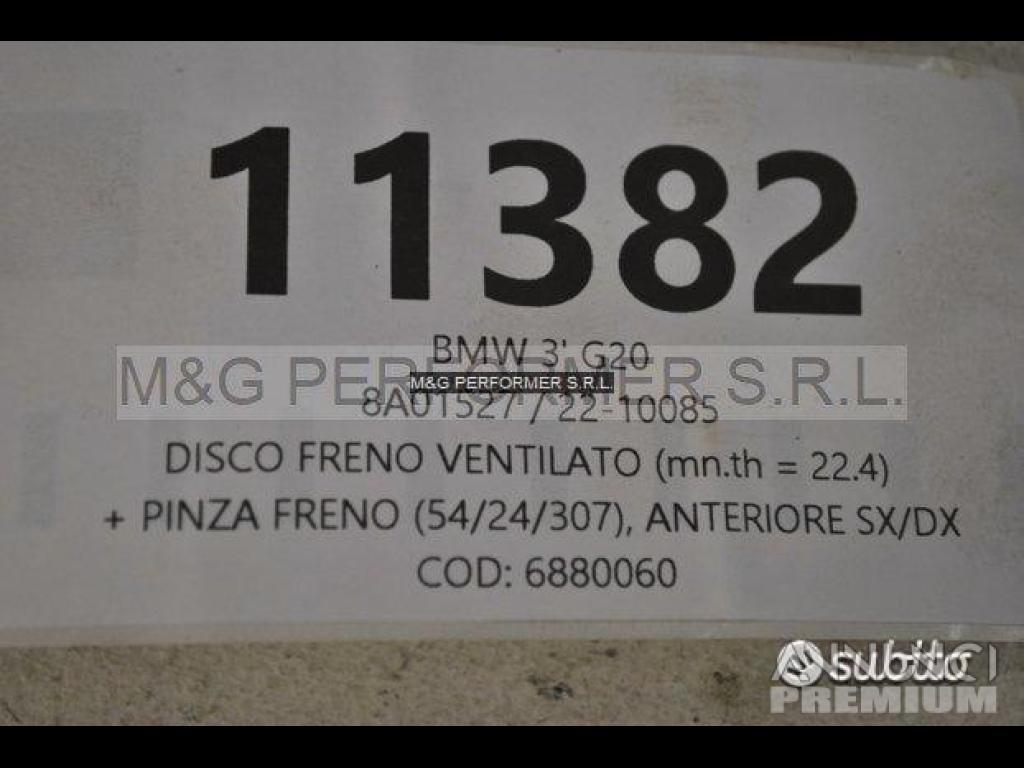 11382
BMW 3' G20
M&G PERFORMER S.R.L.
M&G PERFORMER S.R.L.
8A01527 / 22-10085
DISCO FRENO VENTILATO (mn.th = 22.4)
+ PINZA FRENO (54/24/307), ANTERIORE SX/DX
COD: 6880060
subito
PREMIUM